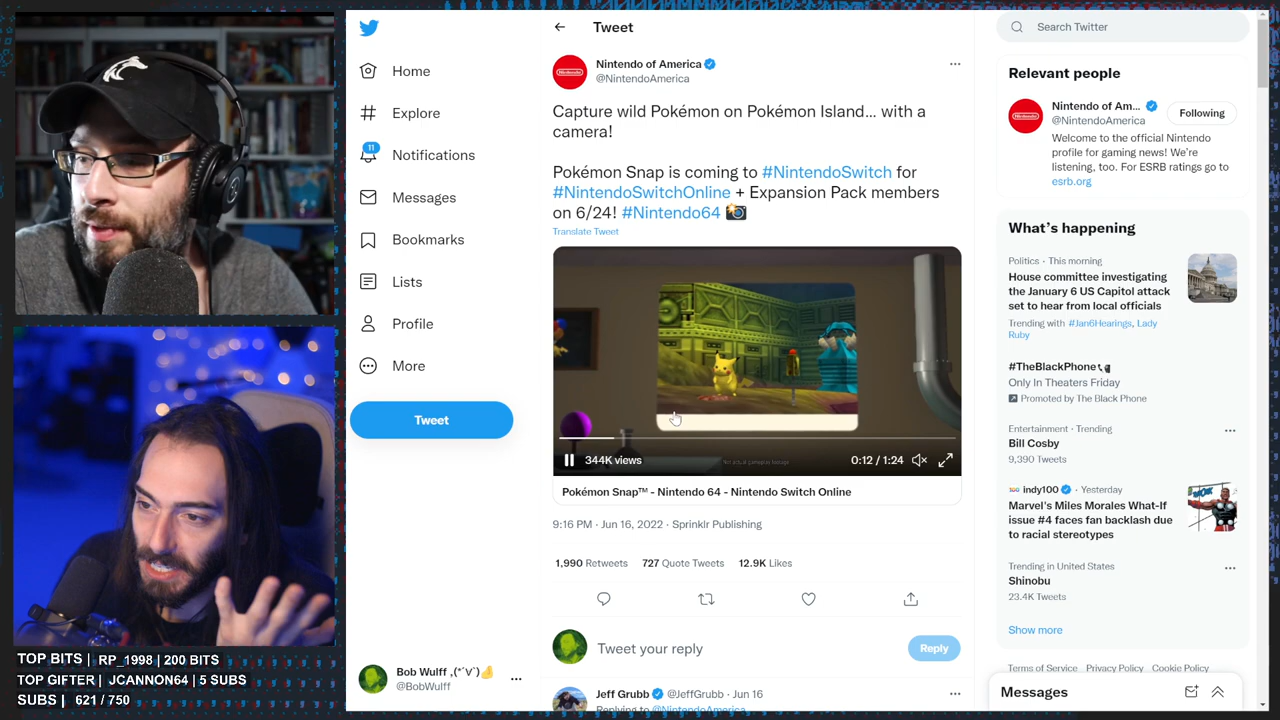 Home
Explore
11
Notifications
Messages
Bookmarks
Lists
Profile
More
Tweet
Bob Wulff ,(*´V`)👌
@BobWulff
TOP BITS | RP_1998 | 200 BITS
TOP GIFTER | JCANNON64 | 5 SUBS
SUBS | 621 / 750
Tweet
Nintendo of America
@NintendoAmerica
Capture wild Pokémon on Pokémon Island... with a
camera!
Pokémon Snap is coming to #NintendoSwitch for
#NintendoSwitchOnline + Expansion Pack members
on 6/24! #Nintendo64 📸
Translate Tweet
344K views
Not actual gameplay footage
0:12 / 1:24
Pokémon Snap™ - Nintendo 64 - Nintendo Switch Online
9:16 PM · Jun 16, 2022 · Sprinklr Publishing
1,990 Retweets 727 Quote Tweets 12.9K Likes
Tweet your reply
Reply
Jeff Grubb @JeffGrubb · Jun 16
Replying to @NintendoAmerica
Search Twitter
Relevant people
Nintendo of Am...
@NintendoAmerica
Following
Welcome to the official Nintendo
profile for gaming news! We're
listening, too. For ESRB ratings go to
esrb.org
What's happening
Politics · This morning
House committee investigating
the January 6 US Capitol attack
set to hear from local officials
Trending with #Jan6Hearings, Lady
Ruby
#TheBlackPhone
Only In Theaters Friday
Promoted by The Black Phone
Entertainment · Trending
Bill Cosby
9,390 Tweets
indy100 · Yesterday
Marvel's Miles Morales What-If
issue #4 faces fan backlash due
to racial stereotypes
Trending in United States
Shinobu
23.4K Tweets
Show more
Terms of Service Privacy Policy Cookie Policy
Messages